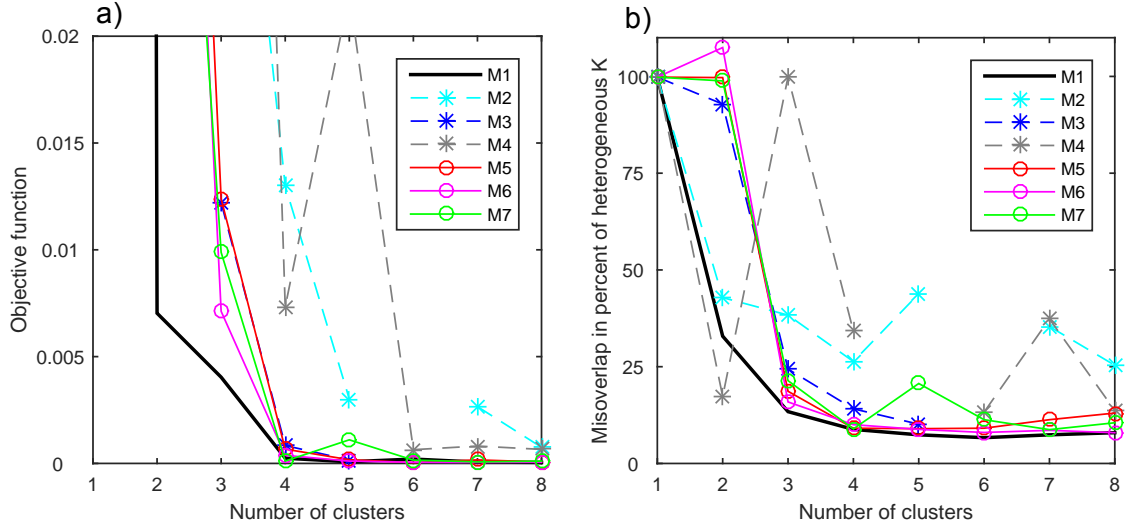 a)
0.02
0.015
0.01
0.005
0
Objective function
1 2 3 4 5 6 7 8
Number of clusters
M1
M2
M3
M4
M5
M6
M7
b)
100
75
50
25
0
Misoverlap in percent of heterogeneous K
1 2 3 4 5 6 7 8
Number of clusters
M1
M2
M3
M4
M5
M6
M7